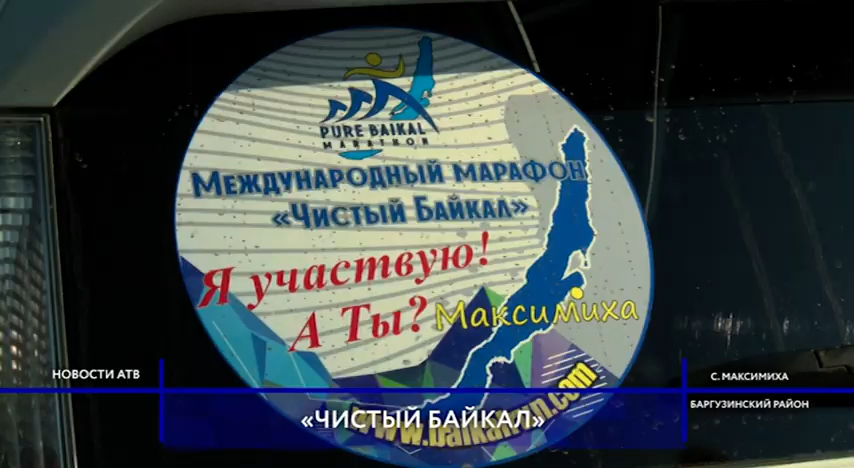 PURE BAIKAL
MARATHON
МЕЖДУНАРОДНЫЙ МАРАФОН
«ЧИСТЫЙ БАЙКАЛ»
Я участвую!
А Ты?
Максимиха
НОВОСТИ АТВ
С. МАКСИМИХА
БАРГУЗИНСКИЙ РАЙОН
«ЧИСТЫЙ БАЙКАЛ»